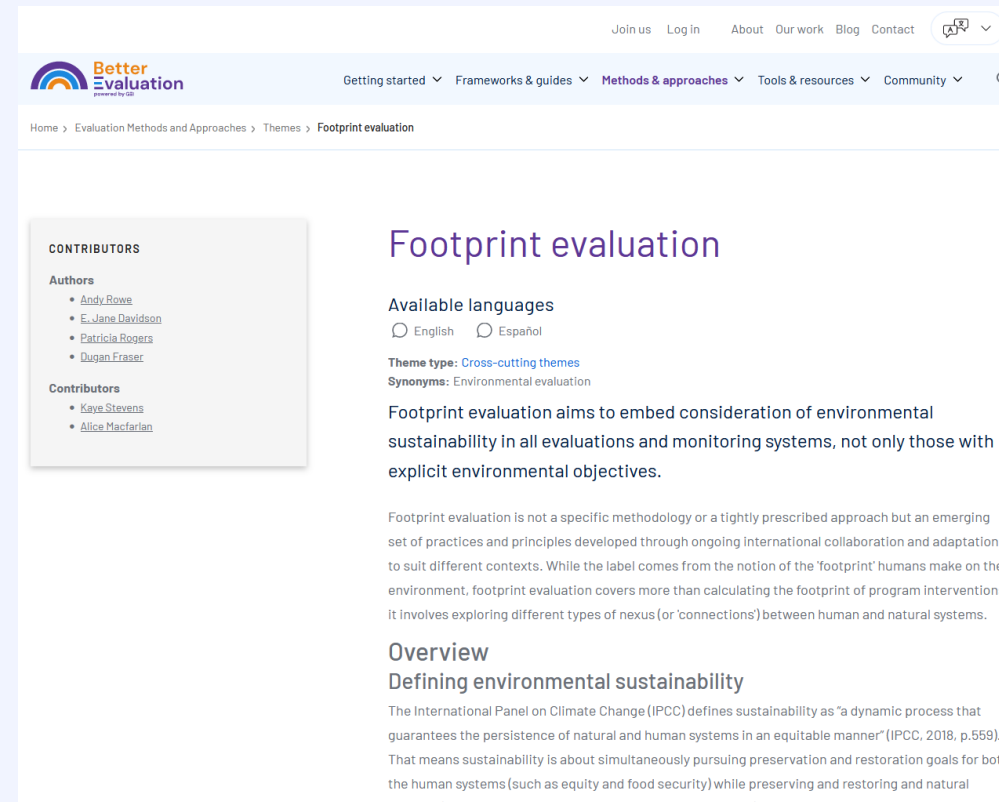 Join us Log in About Our work Blog Contact
Better
Evaluation
powered by GEI
Getting started Frameworks & guides Methods & approaches Tools & resources Community
Home > Evaluation Methods and Approaches > Themes > Footprint evaluation
CONTRIBUTORS
Authors
• Andy Rowe
• E. Jane Davidson
• Patricia Rogers
• Dugan Fraser
Contributors
• Kaye Stevens
• Alice Macfarlan
Footprint evaluation
Available languages
English Español
Theme type: Cross-cutting themes
Synonyms: Environmental evaluation
Footprint evaluation aims to embed consideration of environmental
sustainability in all evaluations and monitoring systems, not only those with
explicit environmental objectives.
Footprint evaluation is not a specific methodology or a tightly prescribed approach but an emerging
set of practices and principles developed through ongoing international collaboration and adaptation
to suit different contexts. While the label comes from the notion of the 'footprint' humans make on the
environment, footprint evaluation covers more than calculating the footprint of program intervention
it involves exploring different types of nexus (or 'connections') between human and natural systems.
Overview
Defining environmental sustainability
The International Panel on Climate Change (IPCC) defines sustainability as “a dynamic process that
guarantees the persistence of natural and human systems in an equitable manner” (IPCC, 2018, p.559).
That means sustainability is about simultaneously pursuing preservation and restoration goals for bot
the human systems (such as equity and food security) while preserving and restoring and natural